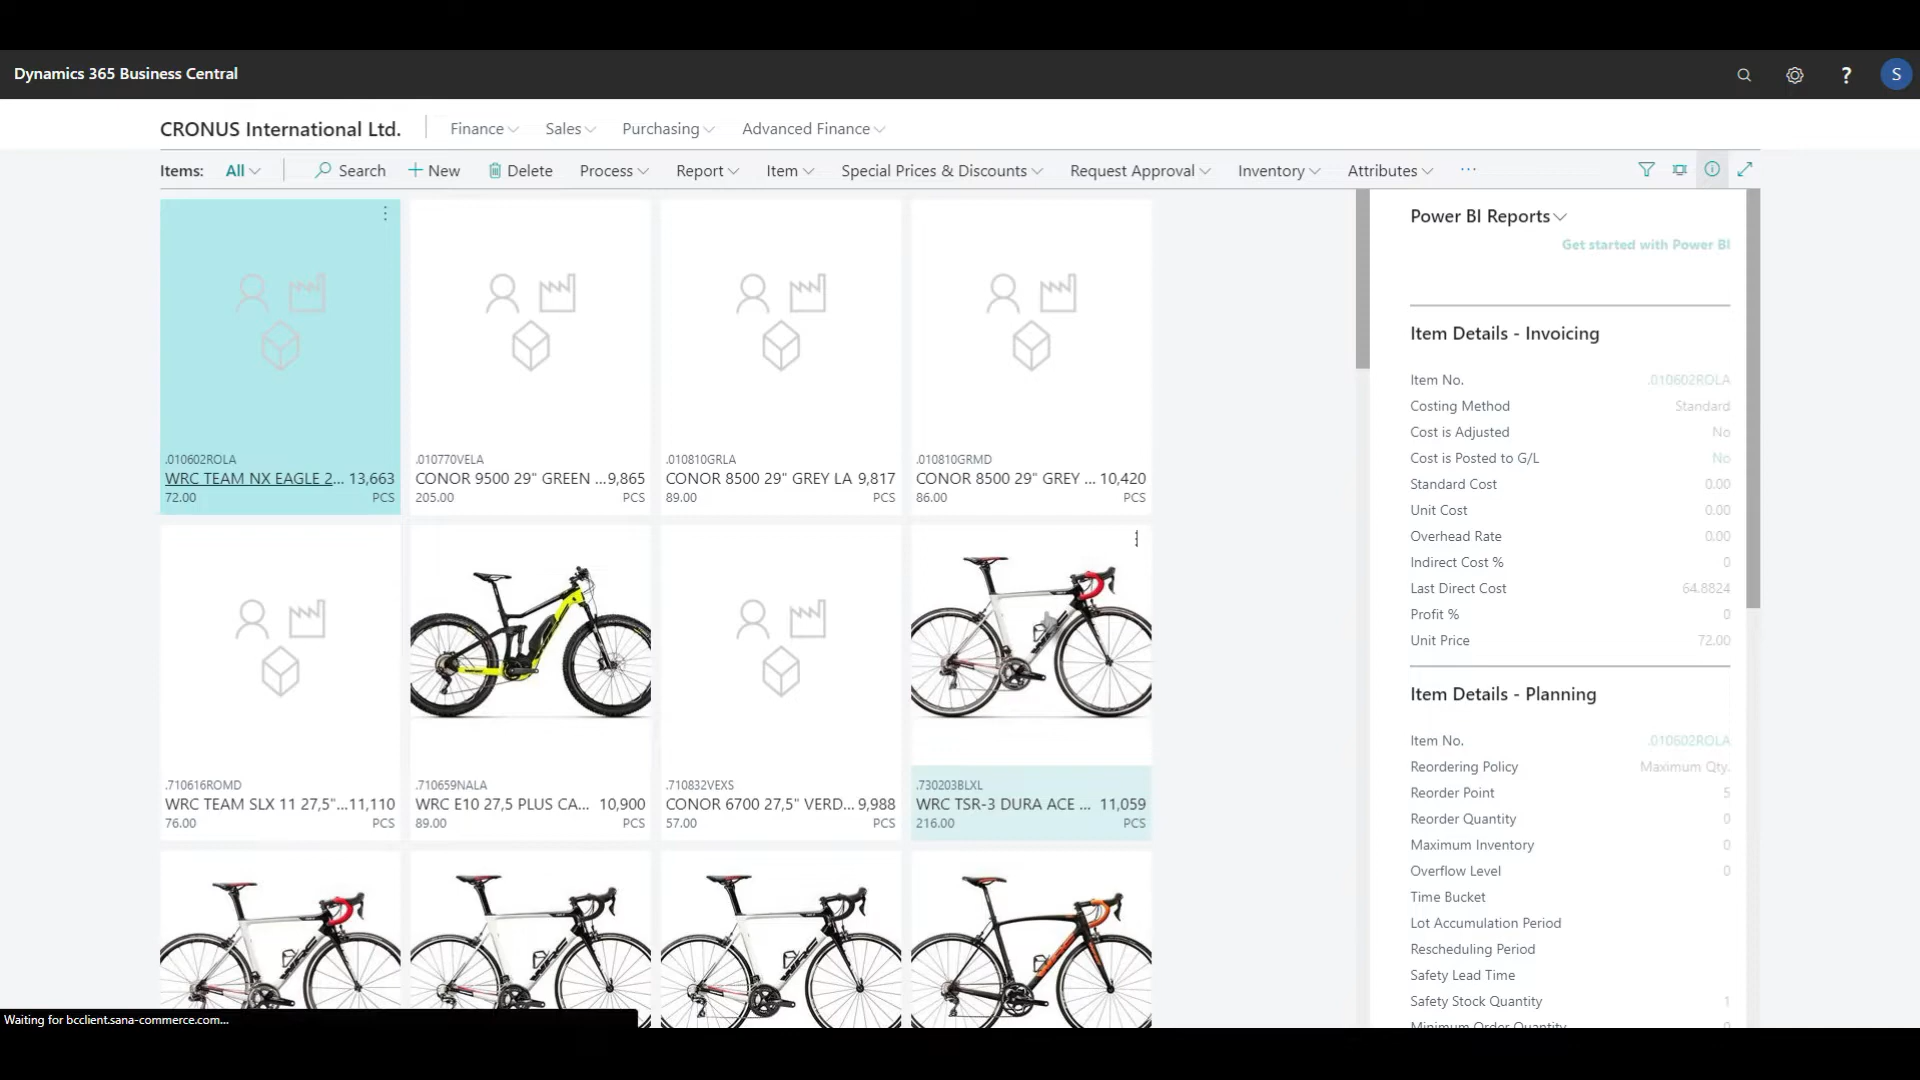 Dynamics 365 Business Central
?
S
CRONUS International Ltd.
Finance
Sales
Purchasing
Advanced Finance
Items:
All
Search
New
Delete
Process
Report
Item
Special Prices & Discounts
Request Approval
Inventory
Attributes
...
.010602ROLA
WRC TEAM NX EAGLE 2... 13,663
72.00 PCS
.010770VELA
CONOR 9500 29" GREEN ... 9,865
205.00 PCS
.010810GRLA
CONOR 8500 29" GREY LA 9,817
89.00 PCS
.010810GRMD
CONOR 8500 29" GREY ... 10,420
86.00 PCS
.710616ROMD
WRC TEAM SLX 11 27,5"... 11,110
76.00 PCS
.710659NALA
WRC E10 27,5 PLUS CA... 10,900
89.00 PCS
.710832VEXS
CONOR 6700 27,5" VERD... 9,988
57.00 PCS
.730203BLXL
WRC TSR-3 DURA ACE ... 11,059
216.00 PCS
Power BI Reports
Get started with Power BI
Item Details - Invoicing
Item No. .010602ROLA
Costing Method Standard
Cost is Adjusted No
Cost is Posted to G/L No
Standard Cost 0.00
Unit Cost 0.00
Overhead Rate 0.00
Indirect Cost % 0
Last Direct Cost 64.8824
Profit % 0
Unit Price 72.00
Item Details - Planning
Item No. .010602ROLA
Reordering Policy Maximum Qty.
Reorder Point 5
Reorder Quantity 0
Maximum Inventory 0
Overflow Level 0
Time Bucket
Lot Accumulation Period
Rescheduling Period
Safety Lead Time
Safety Stock Quantity 1
Minimum Order Quantity 0
Waiting for bcclient.sana-commerce.com...